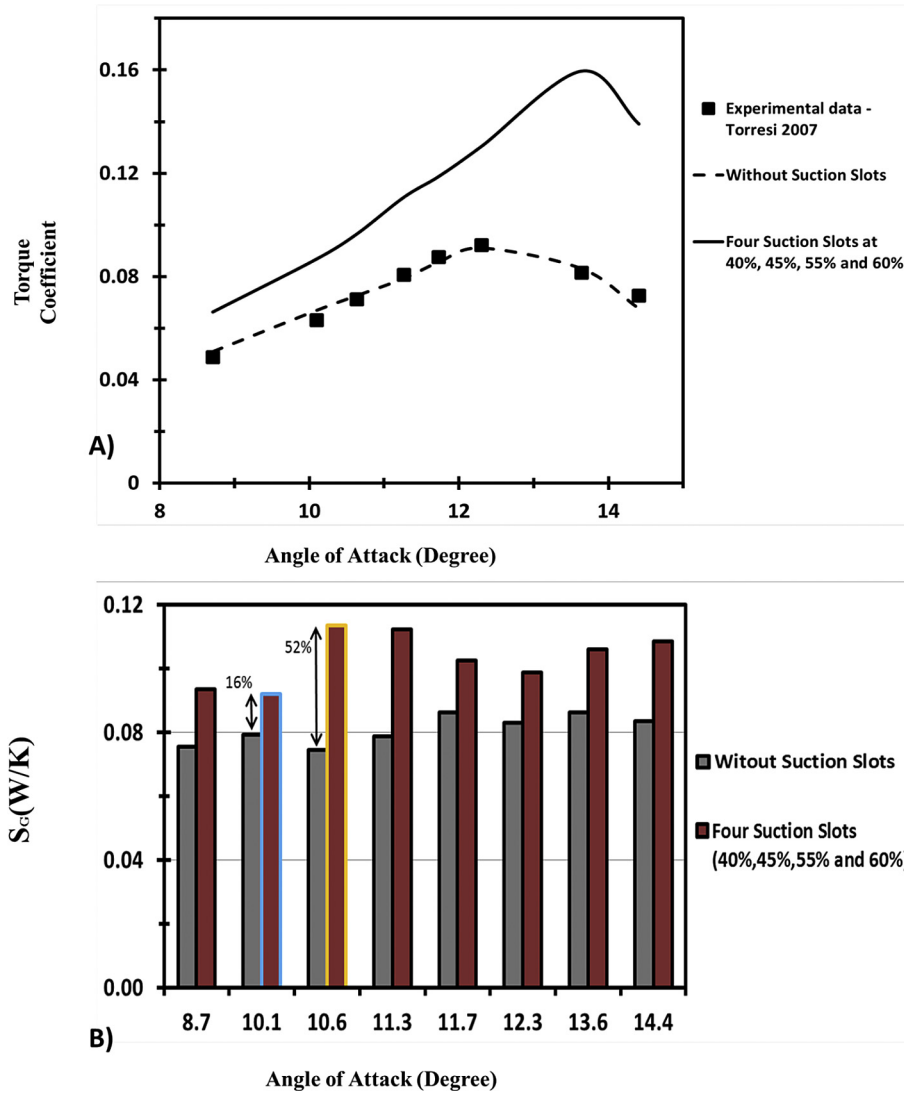 0.16
0.12
0.08
0.04
0
Torque
Coefficient
A)
8
10
12
14
Angle of Attack (Degree)
Experimental data -
Torresi 2007
Without Suction Slots
Four Suction Slots at
40%, 45%, 55% and 60%
0.12
0.08
0.04
0.00
SG(W/K)
B)
16%
52%
8.7 10.1 10.6 11.3 11.7 12.3 13.6 14.4
Angle of Attack (Degree)
Witout Suction Slots
Four Suction Slots
(40%,45%,55% and 60%)